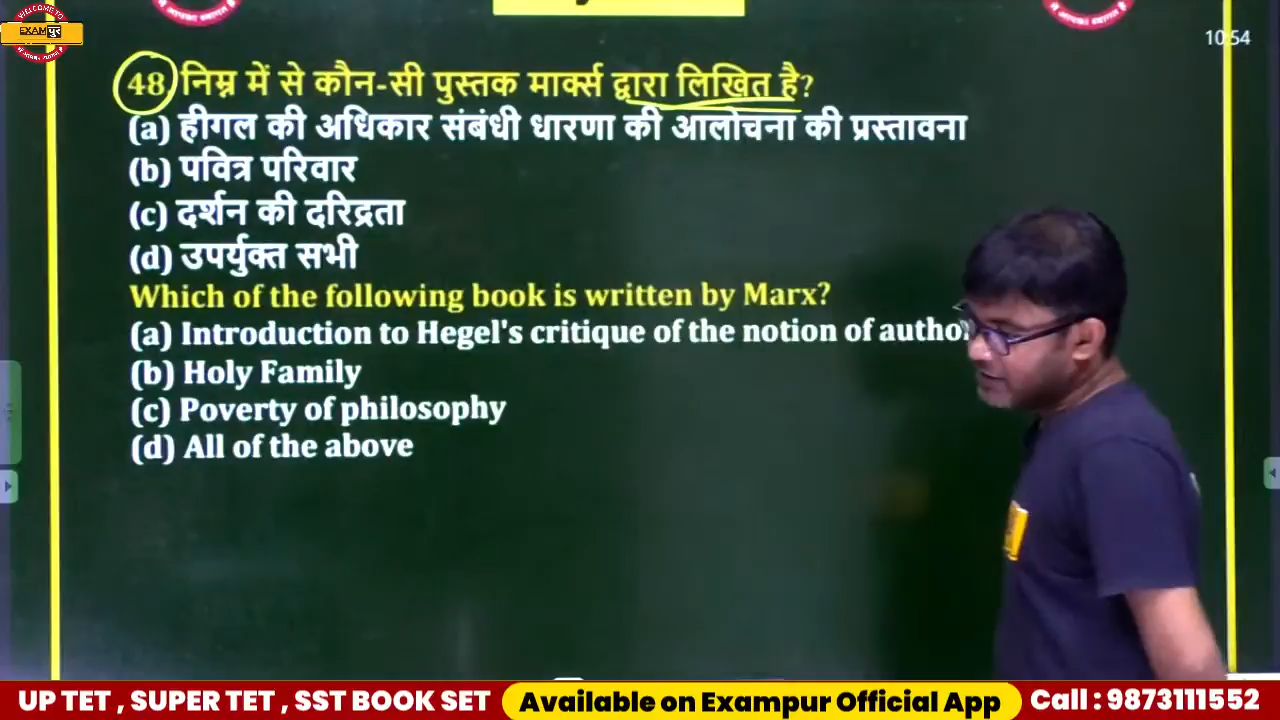 WELCOME TO
EXAM पुर
10:54
48 निम्न में से कौन-सी पुस्तक मार्क्स द्वारा लिखित है?
(a) हीगल की अधिकार संबंधी धारणा की आलोचना की प्रस्तावना
(b) पवित्र परिवार
(c) दर्शन की दरिद्रता
(d) उपर्युक्त सभी
Which of the following book is written by Marx?
(a) Introduction to Hegel's critique of the notion of
(b) Holy Family
(c) Poverty of philosophy
(d) All of the above
UP TET , SUPER TET , SST BOOK SET Available on Exampur Official App Call : 9873111552